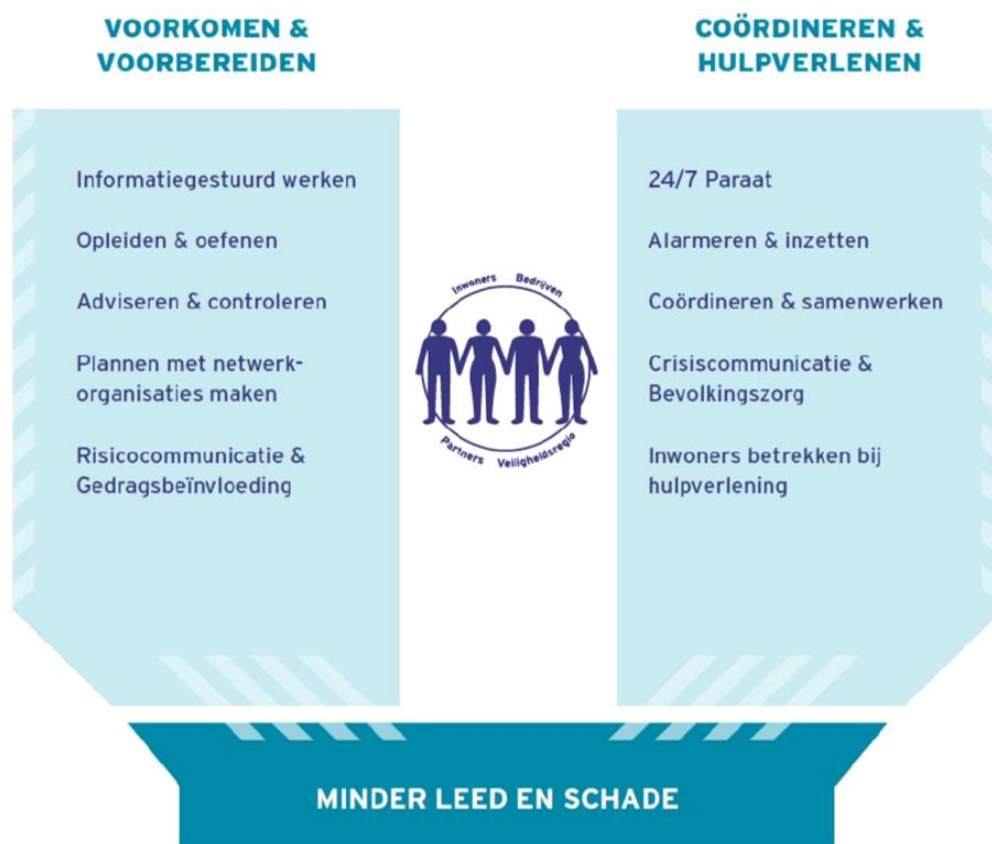 VOORKOMEN &
VOORBEREIDEN
Informatiegestuurd werken
Opleiden & oefenen
Adviseren & controleren
Plannen met netwerk-
organisaties maken
Risicocommunicatie &
Gedragsbeïnvloeding
Inwoners Bedrijven
Partners Veiligheidsregio
COÖRDINEREN &
HULPVERLENEN
24/7 Paraat
Alarmeren & inzetten
Coördineren & samenwerken
Crisiscommunicatie &
Bevolkingszorg
Inwoners betrekken bij
hulpverlening
MINDER LEED EN SCHADE